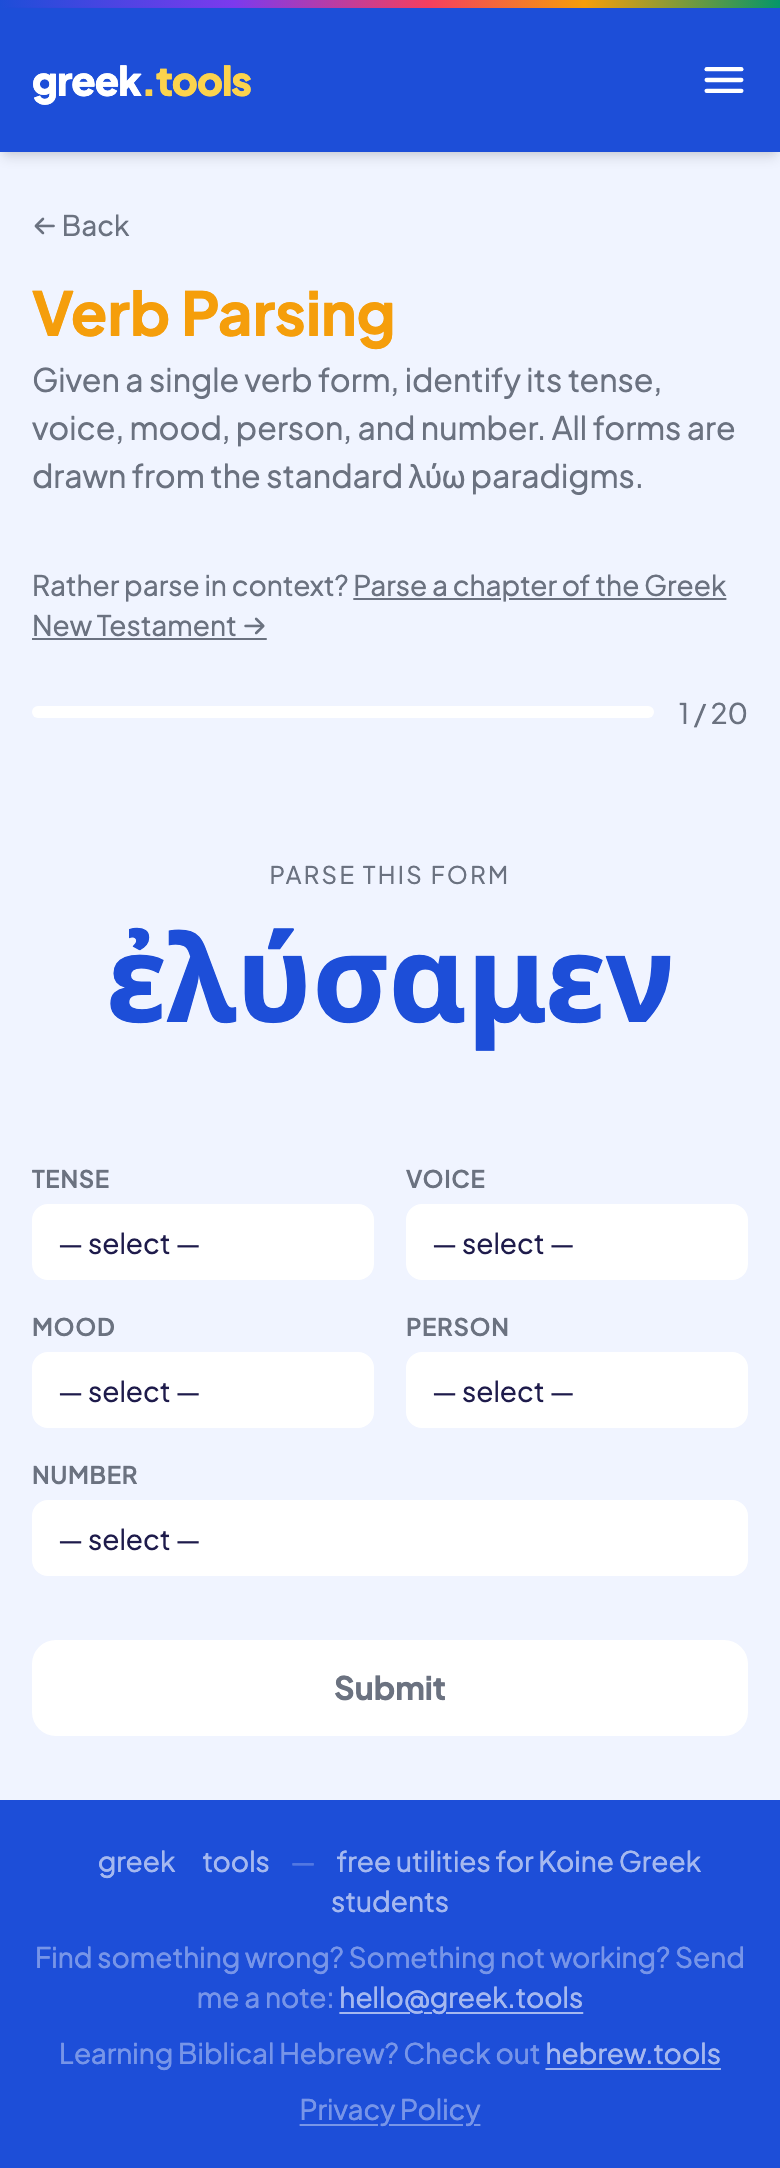 greek.tools
← Back
Verb Parsing
Given a single verb form, identify its tense,
voice, mood, person, and number. All forms are
drawn from the standard λύω paradigms.
Rather parse in context? Parse a chapter of the Greek
New Testament →
1 / 20
PARSE THIS FORM
ἐλύσαμεν
TENSE
— select —
VOICE
— select —
MOOD
— select —
PERSON
— select —
NUMBER
— select —
Submit
greek tools — free utilities for Koine Greek
students
Find something wrong? Something not working? Send
me a note: hello@greek.tools
Learning Biblical Hebrew? Check out hebrew.tools
Privacy Policy